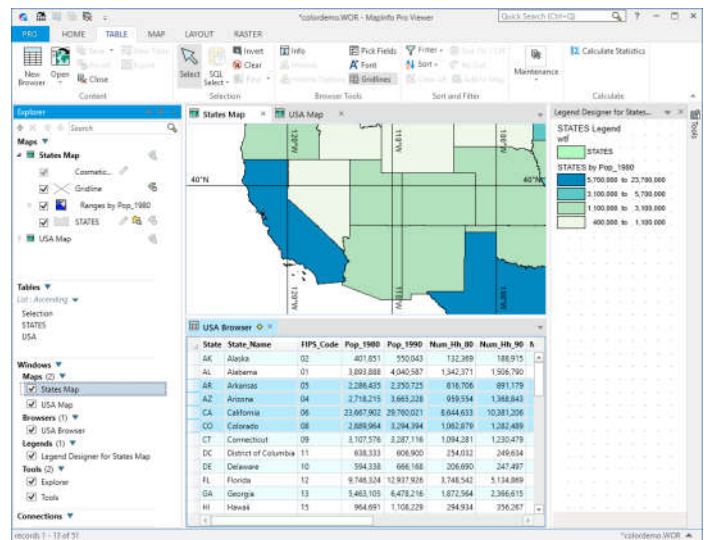 *colordemo.WOR - MapInfo Pro Viewer
Quick Search (Ctrl+Q)
PRO HOME TABLE MAP LAYOUT RASTER
New Browser
Open
Close
Content
Select
SQL Select
Invert
Clear
Find
Selection
Info
Pick Fields
Font
Gridlines
Browser Tools
Filter
Sort
Sort and Filter
Maintenance
Calculate Statistics
Calculate
Explorer
Search
Maps
States Map
Cosmetic...
Gridline
Ranges by Pop_1980
STATES
USA Map
Tables
List : Ascending
Selection
STATES
USA
Windows
Maps (2)
States Map
USA Map
Browsers (1)
USA Browser
Legends (1)
Legend Designer for States Map
Tools (2)
Explorer
Tools
Connections
States Map
USA Map
120°W 110°W 100°W
40°N 40°N
120°W 110°W 100°W
USA Browser
State State_Name FIPS_Code Pop_1980 Pop_1990 Num_Hh_80 Num_Hh_90
AK Alaska 02 401,851 550,043 132,369 188,915
AL Alabama 01 3,893,888 4,040,587 1,342,371 1,506,790
AR Arkansas 05 2,286,435 2,350,725 816,706 891,179
AZ Arizona 04 2,718,215 3,665,228 959,554 1,368,843
CA California 06 23,667,902 29,760,021 8,644,633 10,381,206
CO Colorado 08 2,889,964 3,294,394 1,062,879 1,282,489
CT Connecticut 09 3,107,576 3,287,116 1,094,281 1,230,479
DC District of Columbia 11 638,333 606,900 254,032 249,634
DE Delaware 10 594,338 666,168 206,690 247,497
FL Florida 12 9,746,324 12,937,926 3,748,542 5,134,869
GA Georgia 13 5,463,105 6,478,216 1,872,564 2,366,615
HI Hawaii 15 964,691 1,108,229 294,934 356,267
Legend Designer for States...
STATES Legend
wtf
STATES
STATES by Pop_1980
5,700,000 to 23,700,000
3,100,000 to 5,700,000
1,100,000 to 3,100,000
400,000 to 1,100,000
Tools
records 1 - 13 of 51
*colordemo.WOR